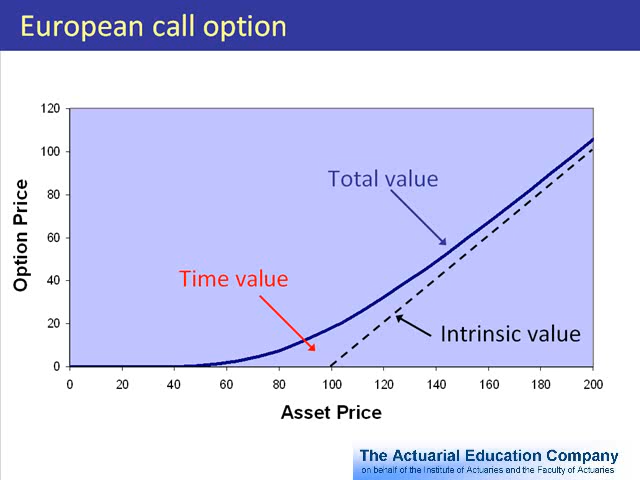 European call option
120
100
80
60
40
20
0
Option Price
Total value
Time value
Intrinsic value
0 20 40 60 80 100 120 140 160 180 200
Asset Price
The Actuarial Education Company
on behalf of the Institute of Actuaries and the Faculty of Actuaries